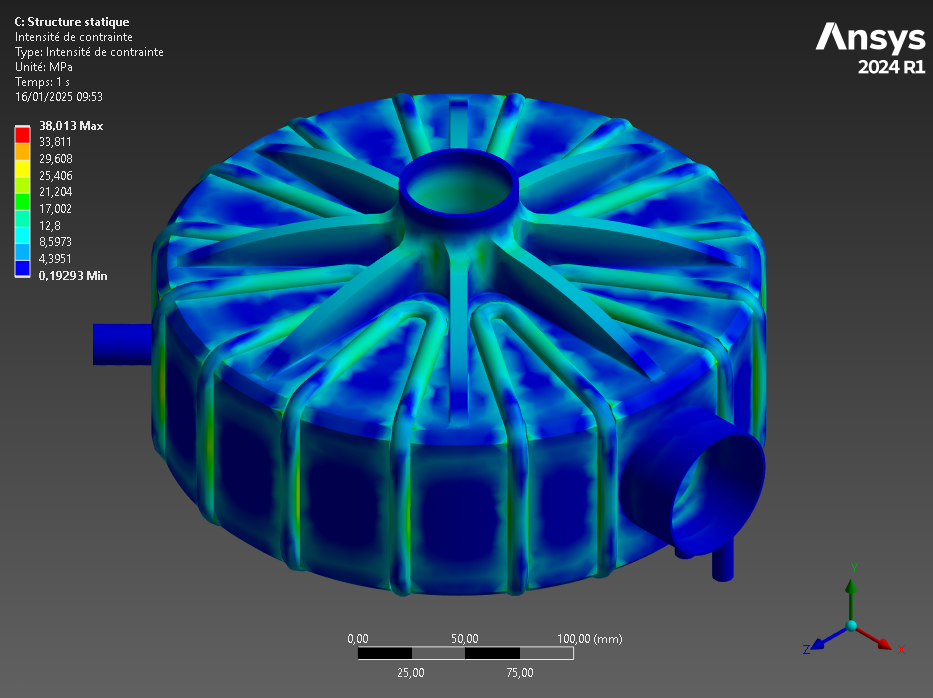 C: Structure statique
Intensité de contrainte
Type: Intensité de contrainte
Unité: MPa
Temps: 1 s
16/01/2025 09:53
Ansys
2024 R1
38,013 Max
33,811
29,608
25,406
21,204
17,002
12,8
8,5973
4,3951
0,19293 Min
0,00
50,00
100,00 (mm)
25,00
75,00
Y
Z
X